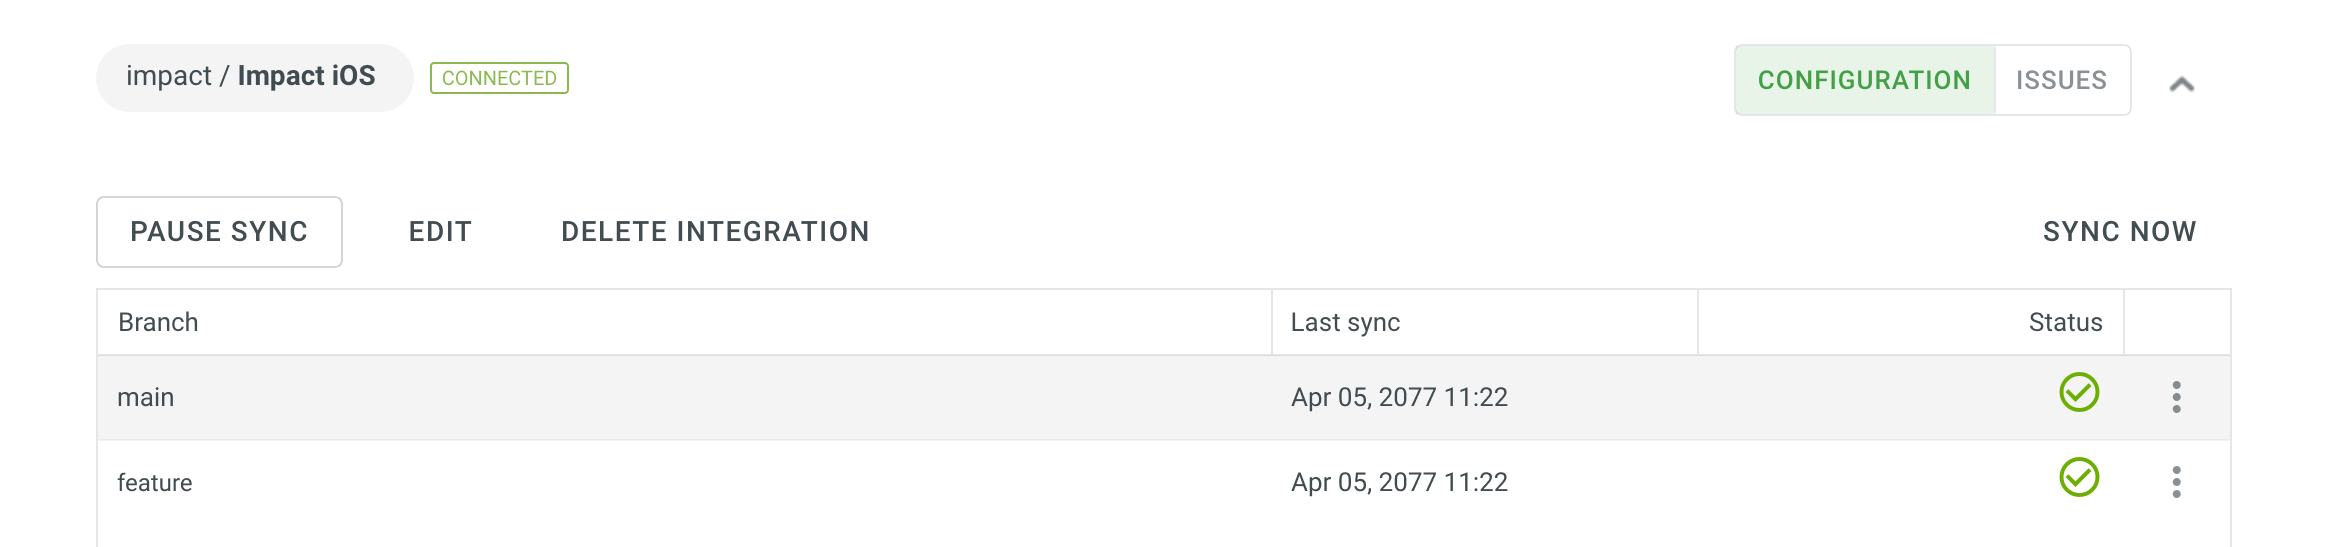 impact / Impact iOS CONNECTED CONFIGURATION ISSUES
PAUSE SYNC EDIT DELETE INTEGRATION SYNC NOW
Branch Last sync Status
main Apr 05, 2077 11:22
feature Apr 05, 2077 11:22